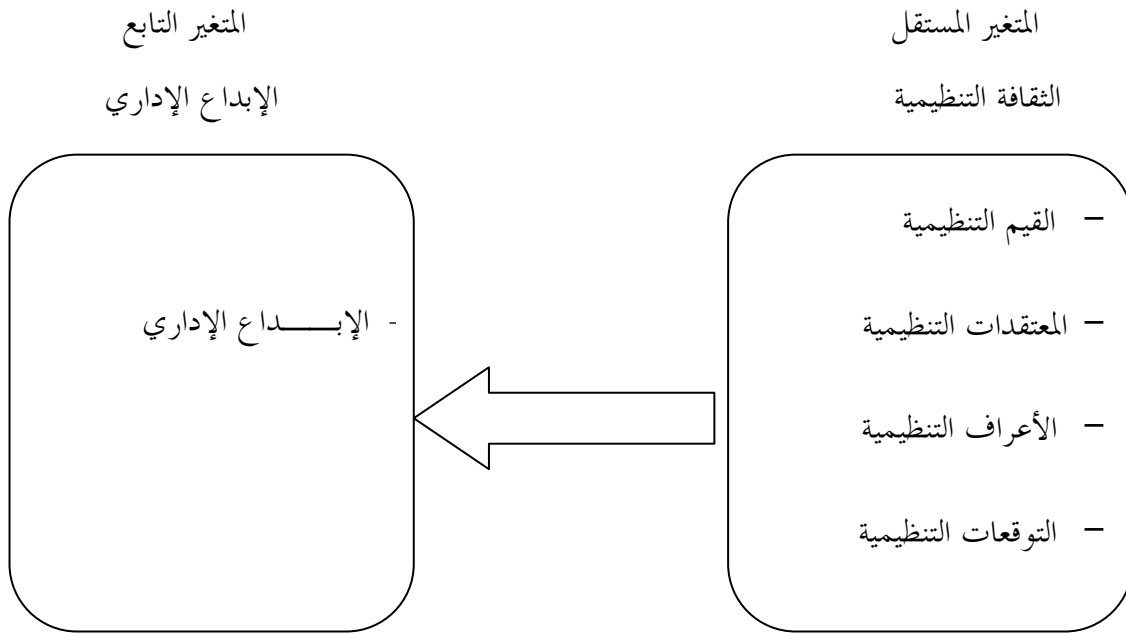 المتغير المستقل
الثقافة التنظيمية
– القيم التنظيمية
– المعتقدات التنظيمية
– الأعراف التنظيمية
– التوقعات التنظيمية
المتغير التابع
الإبداع الإداري
- الإبـــــداع الإداري